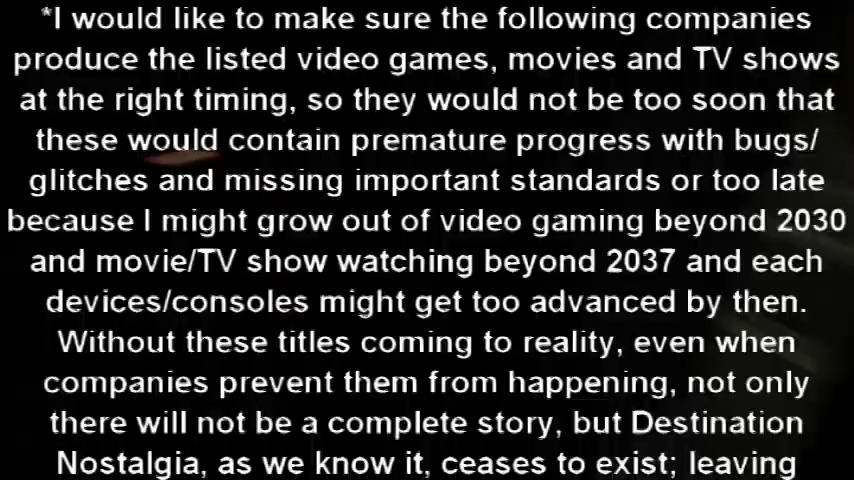 *I would like to make sure the following companies
produce the listed video games, movies and TV shows
at the right timing, so they would not be too soon that
these would contain premature progress with bugs/
glitches and missing important standards or too late
because I might grow out of video gaming beyond 2030
and movie/TV show watching beyond 2037 and each
devices/consoles might get too advanced by then.
Without these titles coming to reality, even when
companies prevent them from happening, not only
there will not be a complete story, but Destination
Nostalgia, as we know it, ceases to exist; leaving